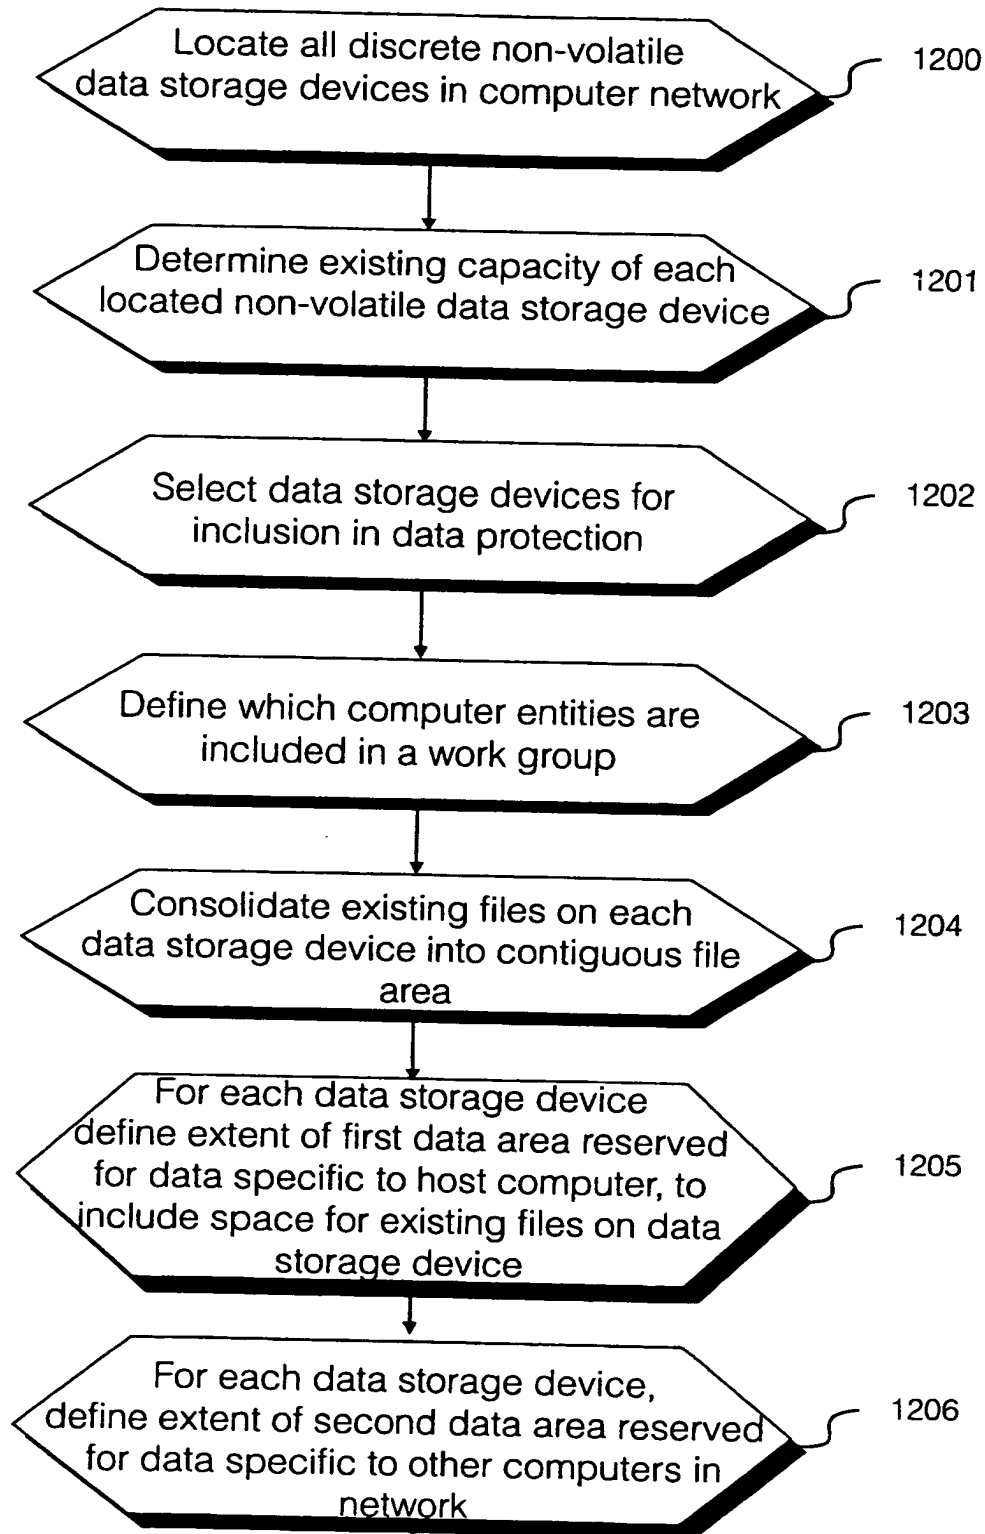 Locate all discrete non-volatile
data storage devices in computer network
1200
Determine existing capacity of each
located non-volatile data storage device
1201
Select data storage devices for
inclusion in data protection
1202
Define which computer entities are
included in a work group
1203
Consolidate existing files on each
data storage device into contiguous file
area
1204
For each data storage device
define extent of first data area reserved
for data specific to host computer, to
include space for existing files on data
storage device
1205
For each data storage device,
define extent of second data area reserved
for data specific to other computers in
network
1206